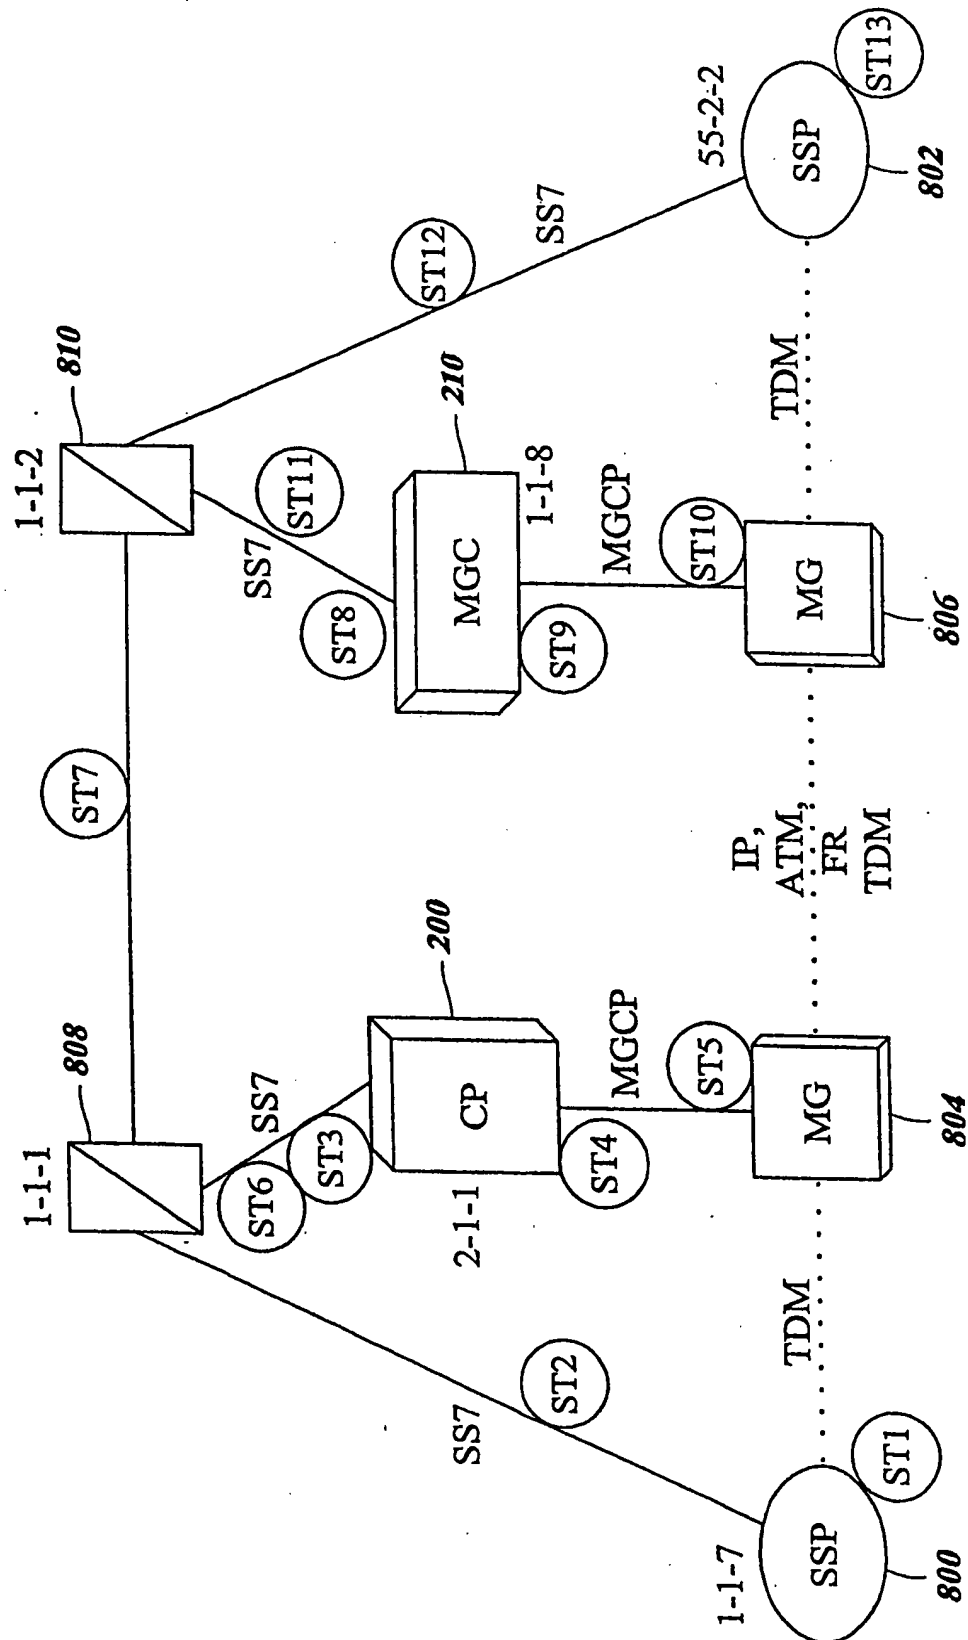 1-1-1
808
ST7
1-1-2
810
SS7
ST6
ST3
SS7
ST11
ST8
ST12
SS7
SS7
ST2
CP
200
2-1-1
MGC
210
1-1-8
ST4
MGCP
ST5
ST9
MGCP
ST10
1-1-7
SSP
800
ST1
TDM
MG
804
IP,
ATM,
FR
TDM
MG
806
TDM
55-2-2
SSP
802
ST13